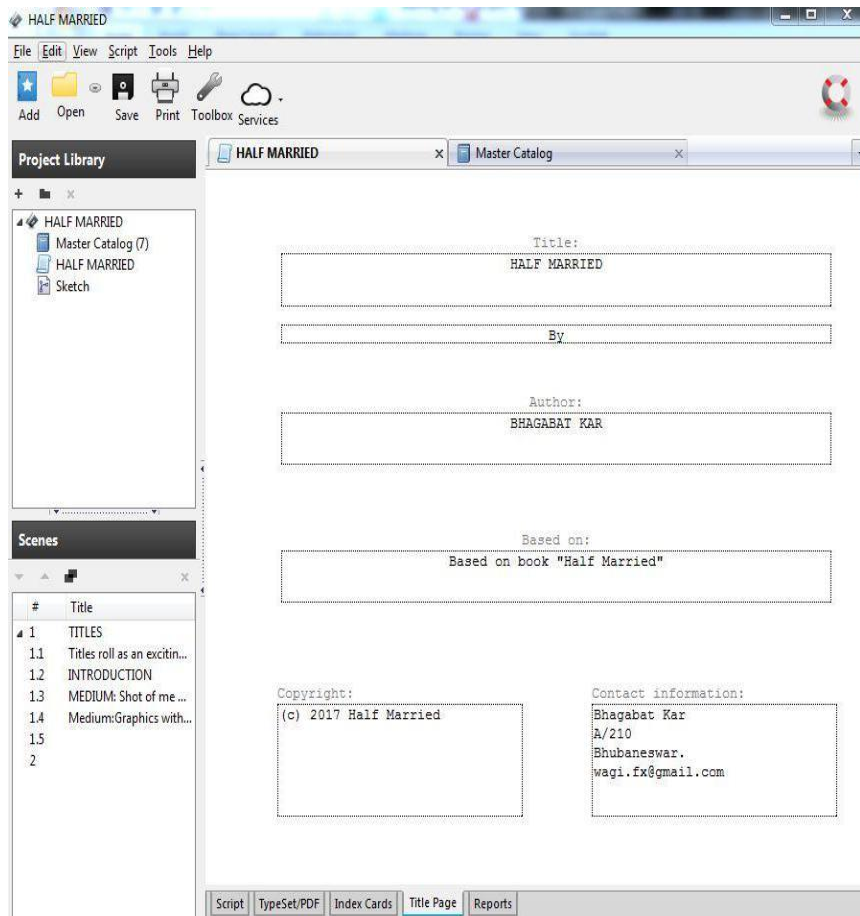 HALF MARRIED
File Edit View Script Tools Help
Add Open Save Print Toolbox Services
Project Library
HALF MARRIED
Master Catalog (7)
HALF MARRIED
Sketch
Scenes
# Title
1 TITLES
1.1 Titles roll as an excitin...
1.2 INTRODUCTION
1.3 MEDIUM: Shot of me ...
1.4 Medium:Graphics with...
1.5
2
HALF MARRIED x Master Catalog x
Title:
HALF MARRIED
By
Author:
BHAGABAT KAR
Based on:
Based on book "Half Married"
Copyright:
(c) 2017 Half Married
Contact information:
Bhagabat Kar
A/210
Bhubaneswar.
wagi.fx@gmail.com
Script TypeSet/PDF Index Cards Title Page Reports